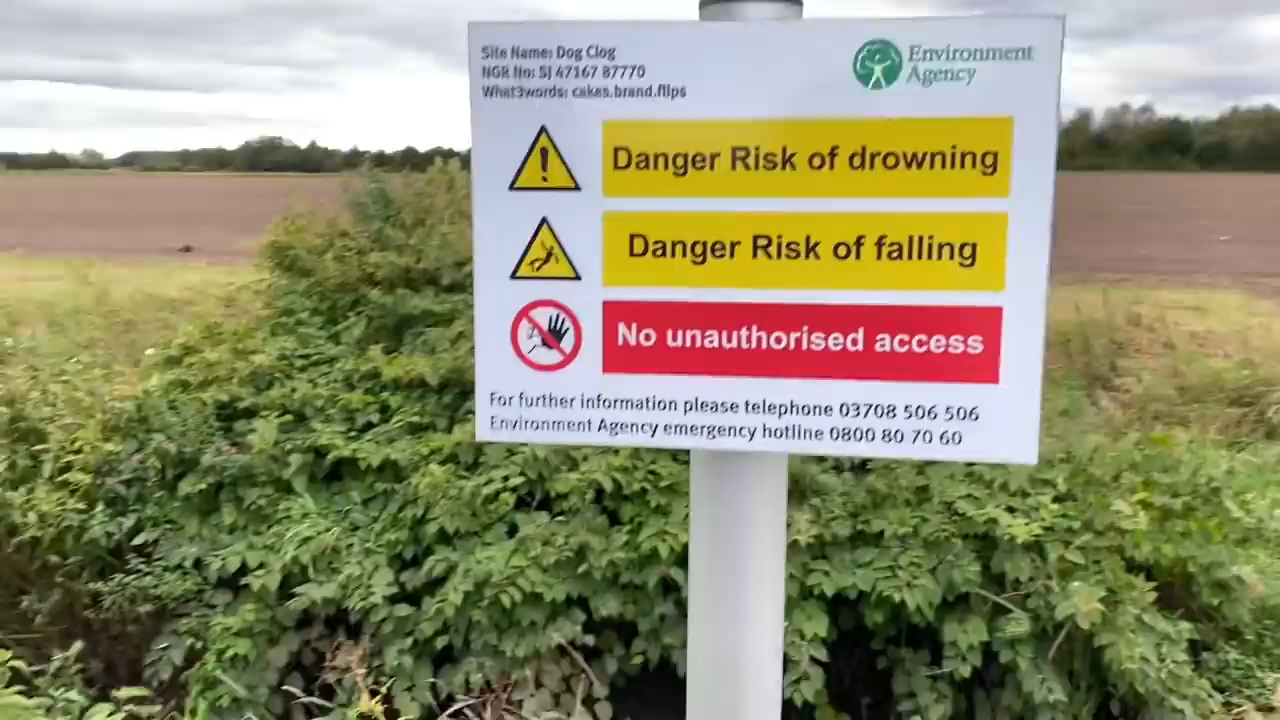 Site Name: Dog Clog
NGR No: SJ 47167 87770
What3words: cakes.brand.flips
Environment
Agency
Danger Risk of drowning
Danger Risk of falling
No unauthorised access
For further information please telephone 03708 506 506
Environment Agency emergency hotline 0800 80 70 60